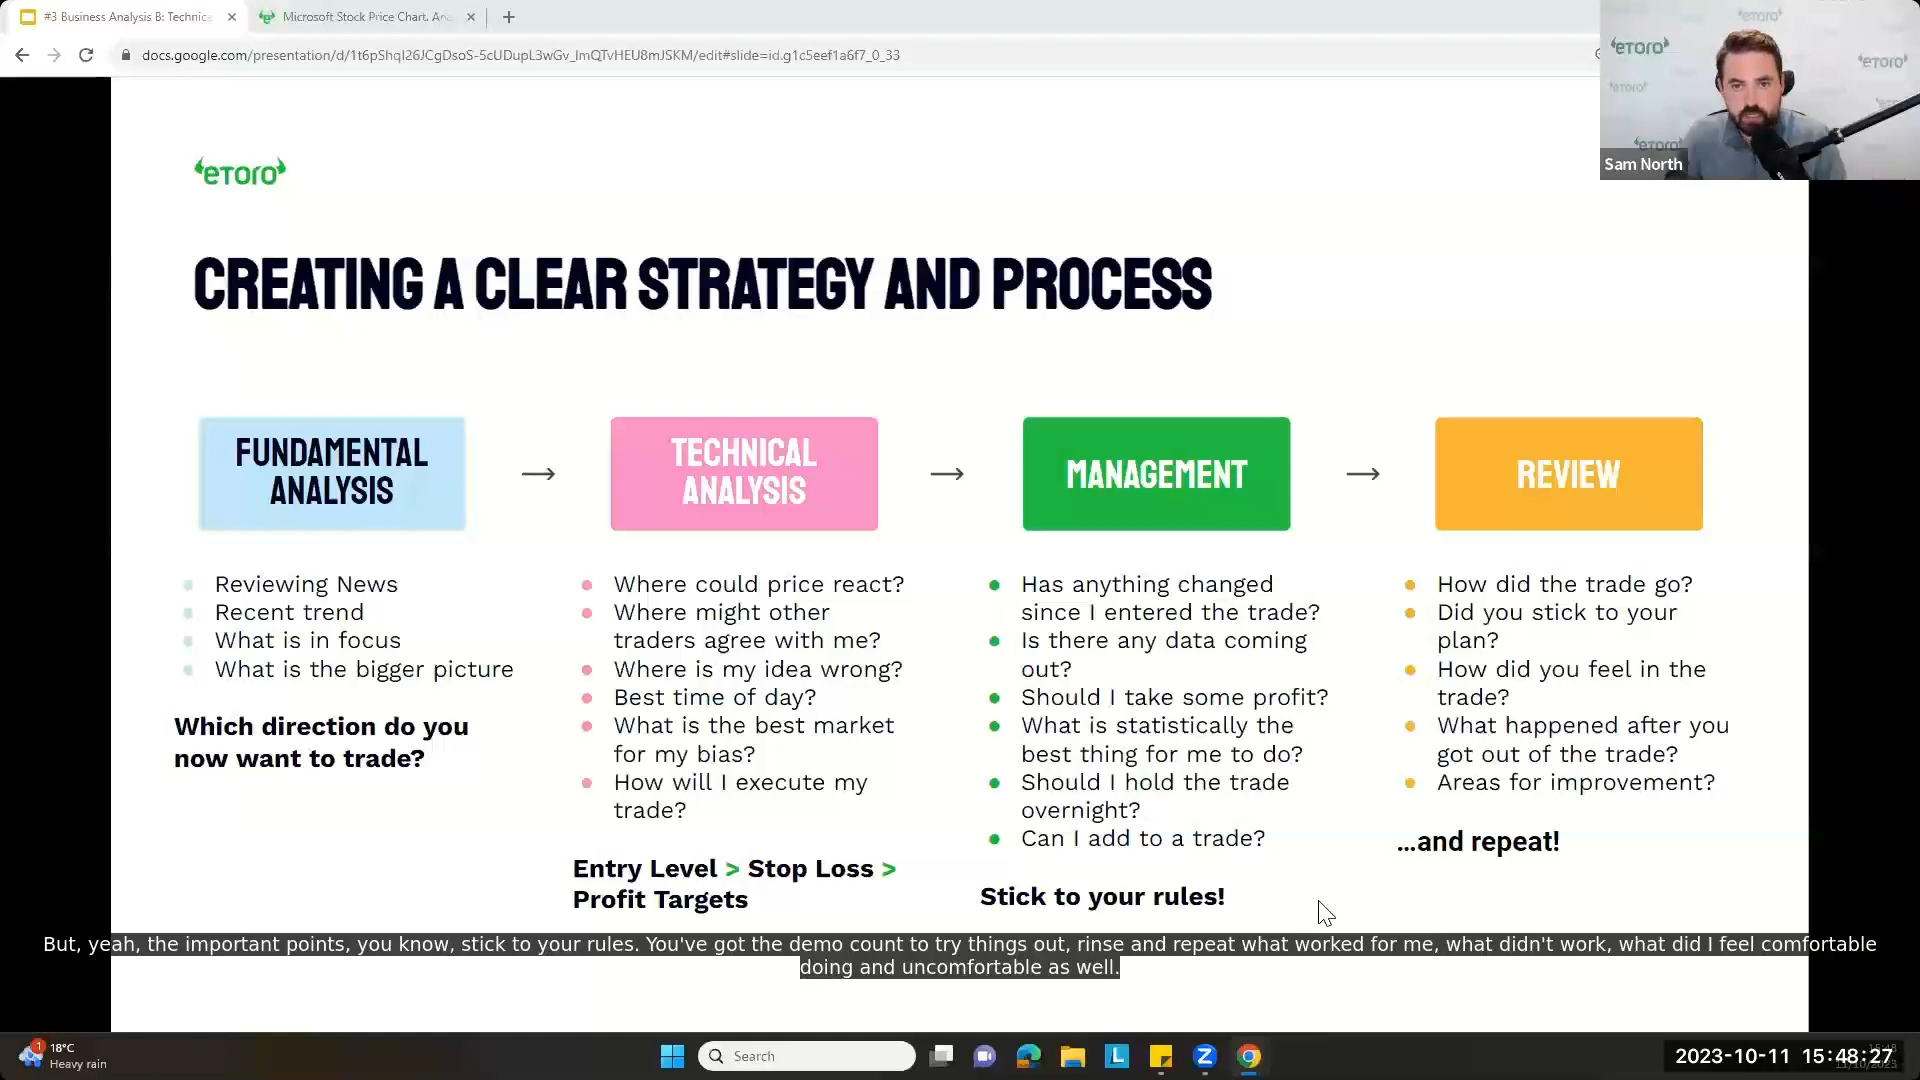 #3 Business Analysis B: Technica
Microsoft Stock Price Chart. Ana
docs.google.com/presentation/d/1t6pShqI26JCgDsoS-5cUDupL3wGv_lmQTvHEU8mJSKM/edit#slide=id.g1c5eef1a6f7_0_33
eToro
eToro
eToro
eToro
eToro
Sam North
eToro
CREATING A CLEAR STRATEGY AND PROCESS
FUNDAMENTAL
ANALYSIS
→
TECHNICAL
ANALYSIS
→
MANAGEMENT
→
REVIEW
Reviewing News
Recent trend
What is in focus
What is the bigger picture
Which direction do you
now want to trade?
Where could price react?
Where might other
traders agree with me?
Where is my idea wrong?
Best time of day?
What is the best market
for my bias?
How will I execute my
trade?
Entry Level > Stop Loss >
Profit Targets
Has anything changed
since I entered the trade?
Is there any data coming
out?
Should I take some profit?
What is statistically the
best thing for me to do?
Should I hold the trade
overnight?
Can I add to a trade?
Stick to your rules!
How did the trade go?
Did you stick to your
plan?
How did you feel in the
trade?
What happened after you
got out of the trade?
Areas for improvement?
...and repeat!
But, yeah, the important points, you know, stick to your rules. You've got the demo count to try things out, rinse and repeat what worked for me, what didn't work, what did I feel comfortable
doing and uncomfortable as well.
1
18°C
Heavy rain
Search
L
Z
2023-10-11 15:48:27